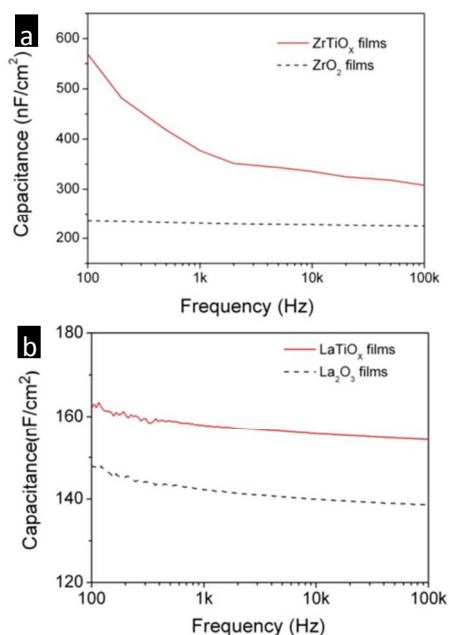 a
600
500
400
300
200
Capacitance (nF/cm²)
ZrTiOₓ films
ZrO₂ films
100 1k 10k 100k
Frequency (Hz)
b
180
160
140
120
Capacitance(nF/cm²)
LaTiOₓ films
La₂O₃ films
100 1k 10k 100k
Frequency (Hz)